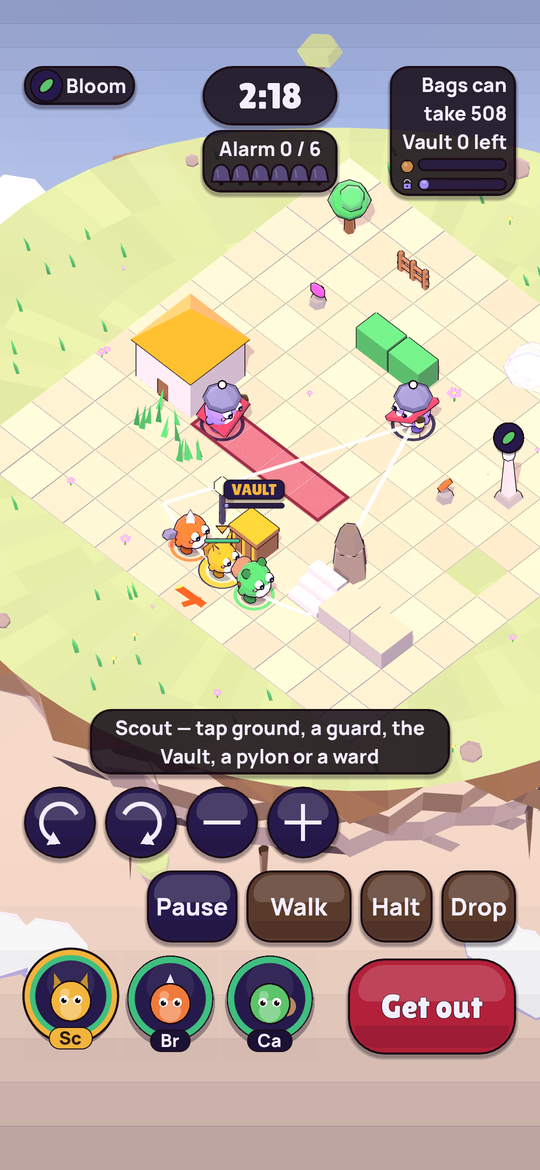 Bloom
2:18
Alarm 0 / 6
Bags can
take 508
Vault 0 left
VAULT
Scout — tap ground, a guard, the
Vault, a pylon or a ward
Pause
Walk
Halt
Drop
Sc
Br
Ca
Get out